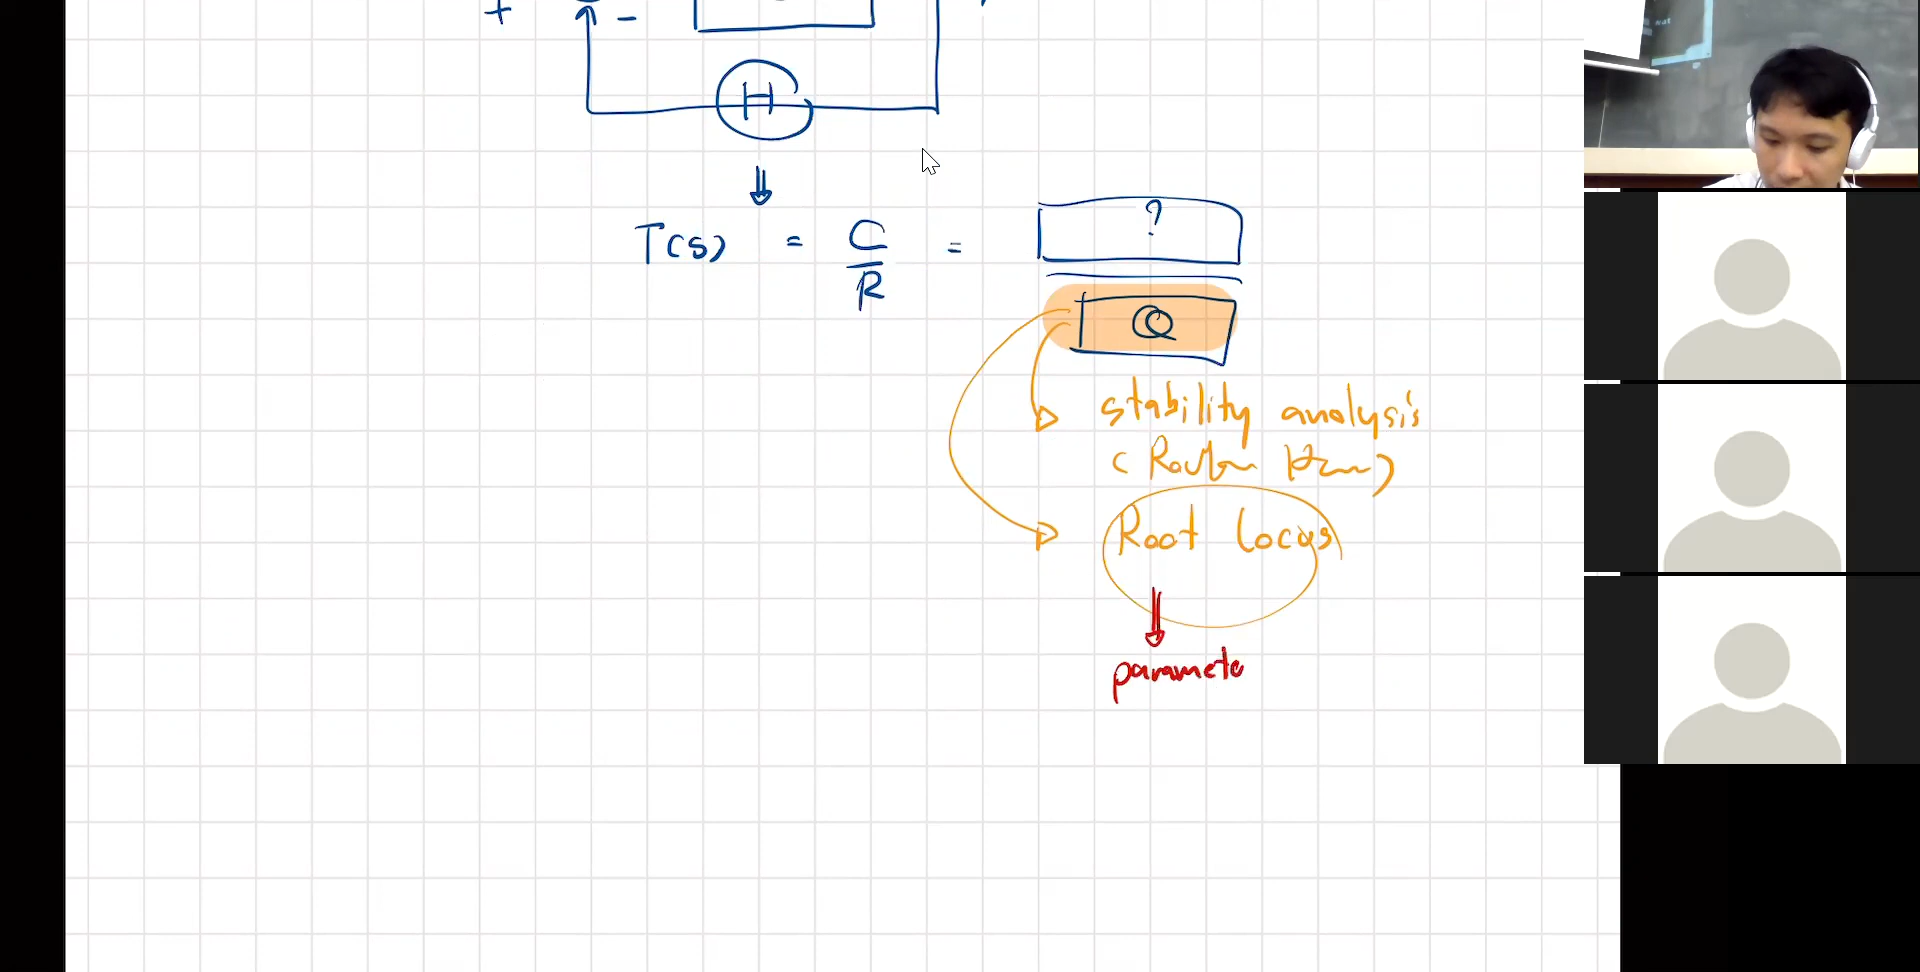 + -
H
T(s) = C/R = ?
Q
stability analysis
Root locus
paramete